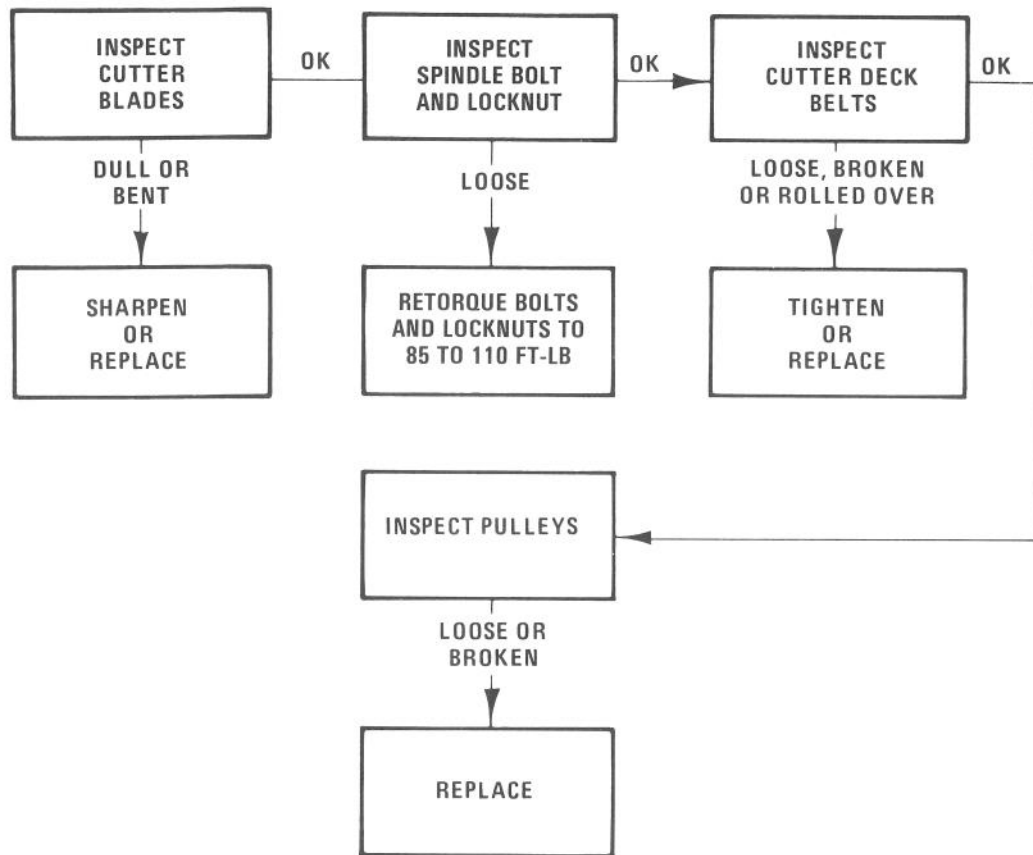 INSPECT
CUTTER
BLADES
OK
INSPECT
SPINDLE BOLT
AND LOCKNUT
OK
INSPECT
CUTTER DECK
BELTS
OK
DULL OR
BENT
LOOSE
LOOSE, BROKEN
OR ROLLED OVER
SHARPEN
OR
REPLACE
RETORQUE BOLTS
AND LOCKNUTS TO
85 TO 110 FT-LB
TIGHTEN
OR
REPLACE
INSPECT PULLEYS
LOOSE OR
BROKEN
REPLACE